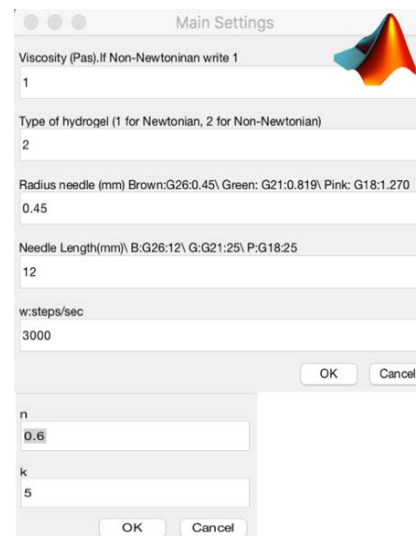 Main Settings
Viscosity (Pas).If Non-Newtoninan write 1
1
Type of hydrogel (1 for Newtonian, 2 for Non-Newtonian)
2
Radius needle (mm) Brown:G26:0.45\ Green: G21:0.819\ Pink: G18:1.270
0.45
Needle Length(mm)\ B:G26:12\ G:G21:25\ P:G18:25
12
w:steps/sec
3000
OK Cancel
n
0.6
k
5
OK Cancel